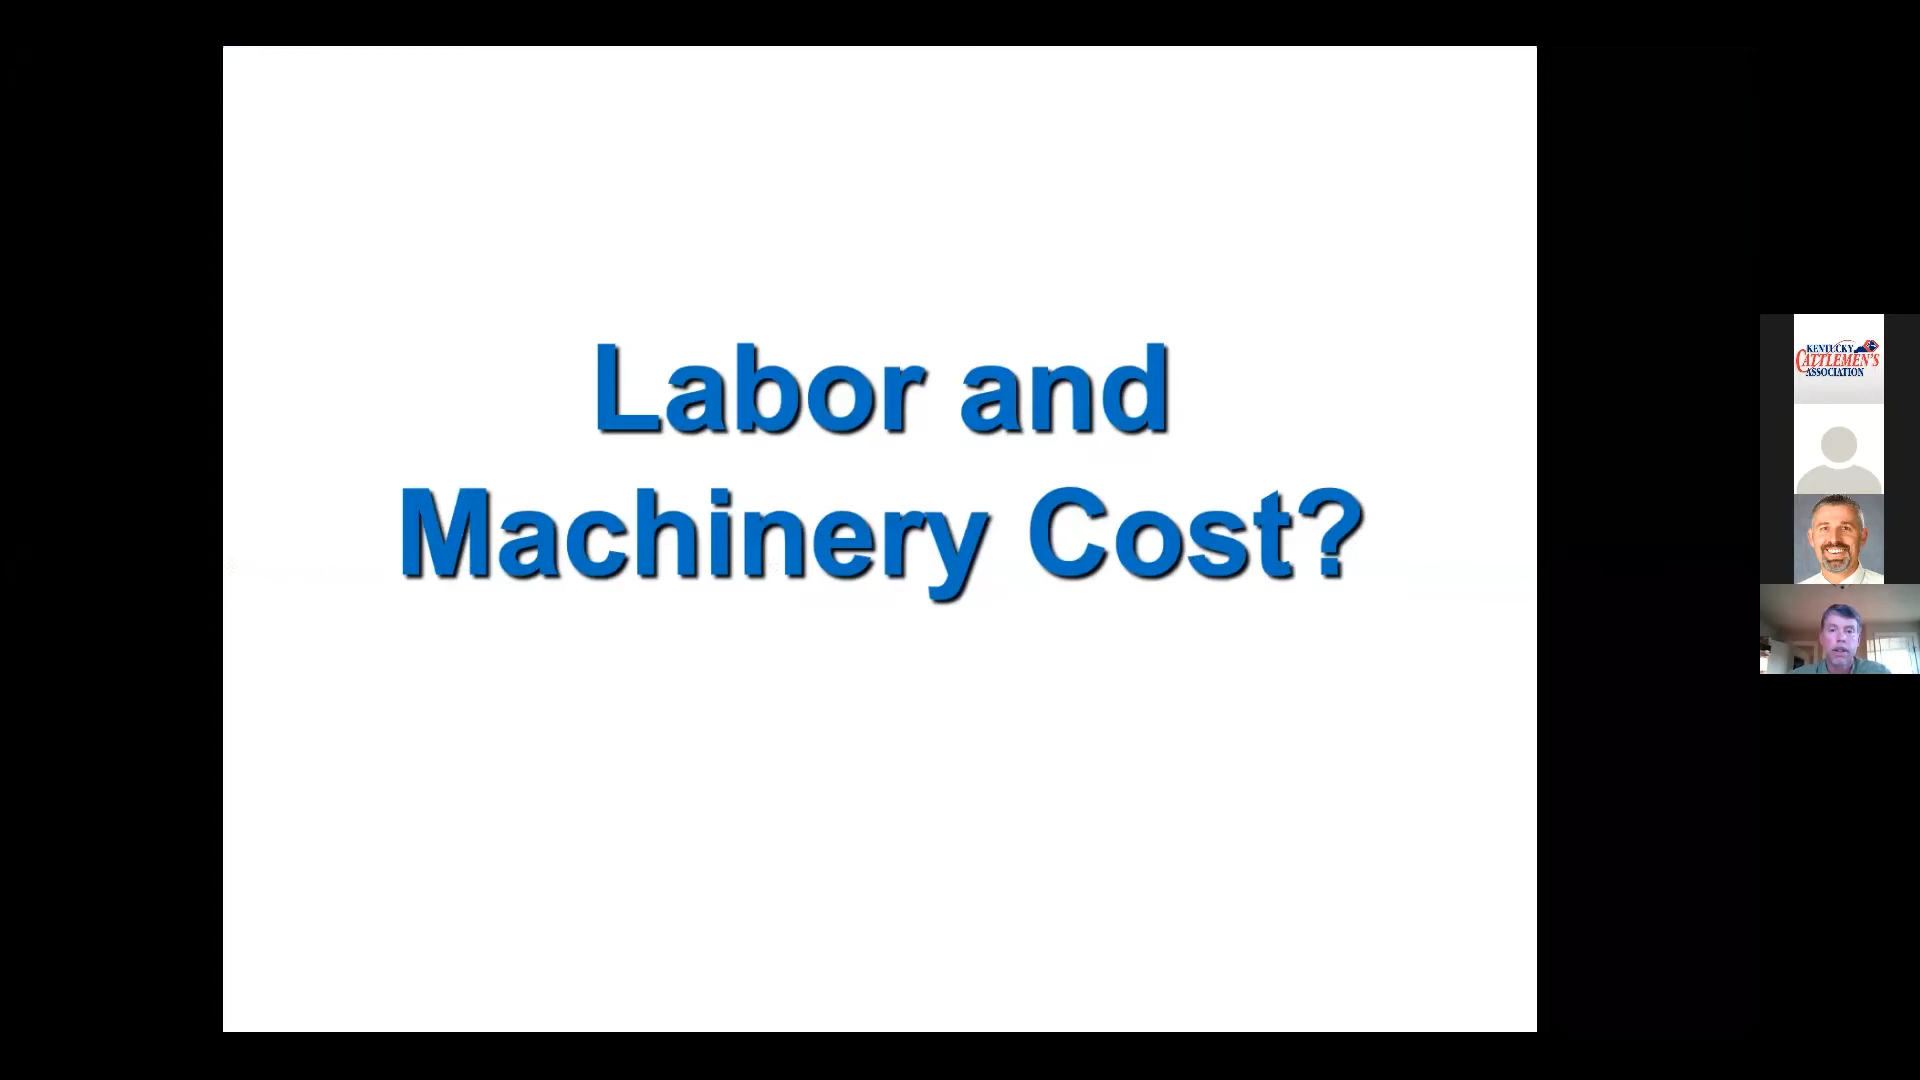 Labor and
Machinery Cost?
KENTUCKY
CATTLEMEN'S
ASSOCIATION